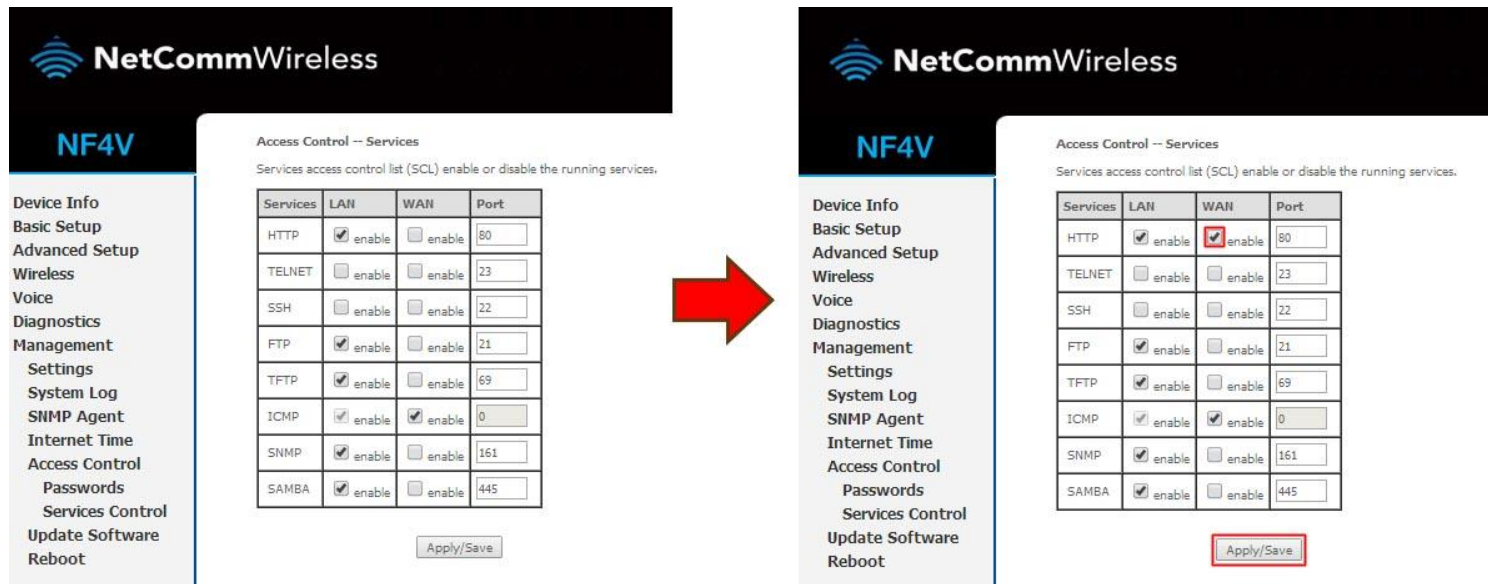 NetCommWireless
NF4V
Device Info
Basic Setup
Advanced Setup
Wireless
Voice
Diagnostics
Management
Settings
System Log
SNMP Agent
Internet Time
Access Control
Passwords
Services Control
Update Software
Reboot
Access Control -- Services
Services access control list (SCL) enable or disable the running services.
Services LAN WAN Port
HTTP enable enable 80
TELNET enable enable 23
SSH enable enable 22
FTP enable enable 21
TFTP enable enable 69
ICMP enable enable 0
SNMP enable enable 161
SAMBA enable enable 445
Apply/Save
NetCommWireless
NF4V
Device Info
Basic Setup
Advanced Setup
Wireless
Voice
Diagnostics
Management
Settings
System Log
SNMP Agent
Internet Time
Access Control
Passwords
Services Control
Update Software
Reboot
Access Control -- Services
Services access control list (SCL) enable or disable the running services.
Services LAN WAN Port
HTTP enable enable 80
TELNET enable enable 23
SSH enable enable 22
FTP enable enable 21
TFTP enable enable 69
ICMP enable enable 0
SNMP enable enable 161
SAMBA enable enable 445
Apply/Save